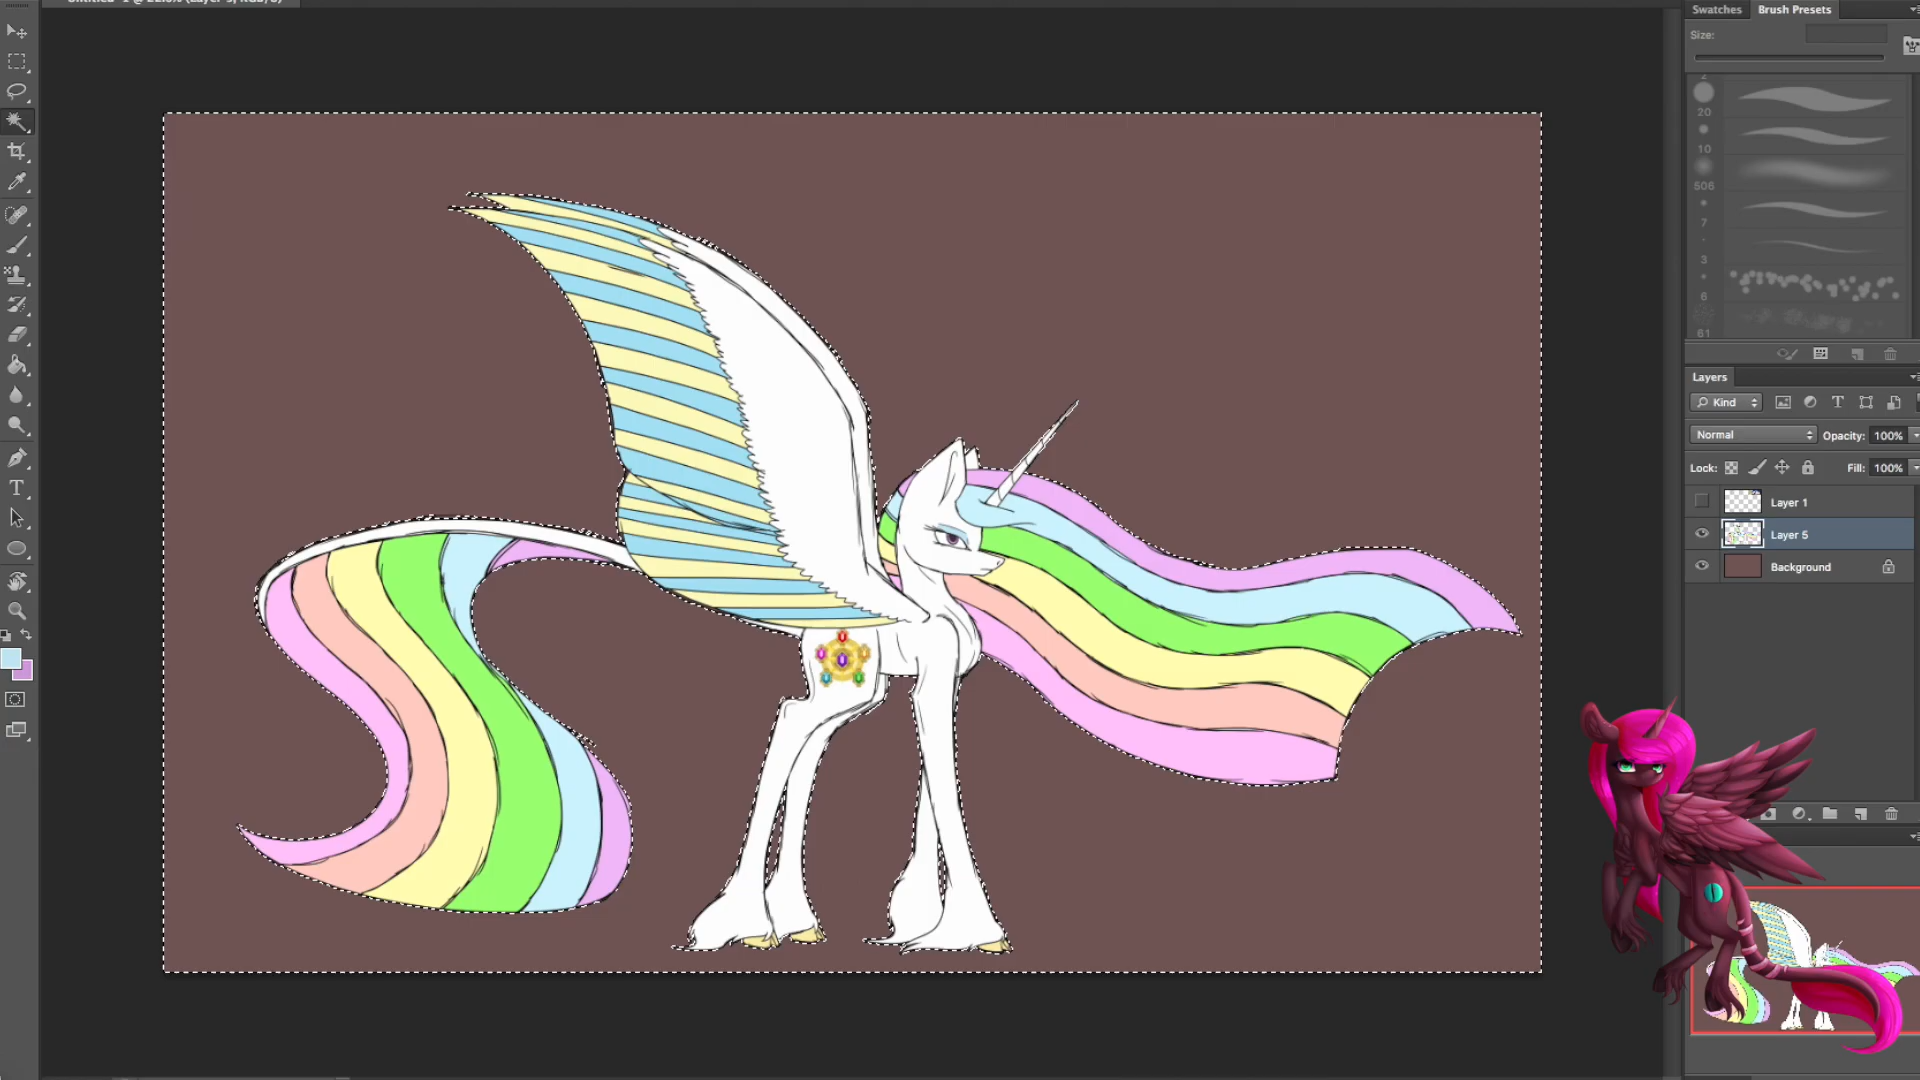 Swatches Brush Presets
Size:
2
20
10
506
7
3
6
61
Layers
Kind
Normal Opacity: 100%
Lock: Fill: 100%
Layer 1
Layer 5
Background